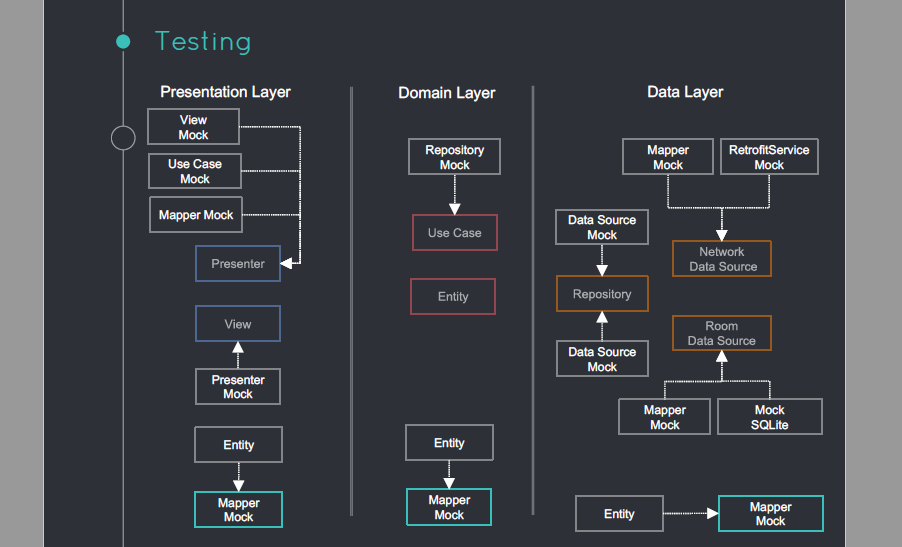 Testing
Presentation Layer
View
Mock
Use Case
Mock
Mapper Mock
Presenter
View
Presenter
Mock
Entity
Mapper
Mock
Domain Layer
Repository
Mock
Use Case
Entity
Entity
Mapper
Mock
Data Layer
Mapper
Mock
RetrofitService
Mock
Data Source
Mock
Network
Data Source
Repository
Room
Data Source
Data Source
Mock
Mapper
Mock
Mock
SQLite
Entity
Mapper
Mock